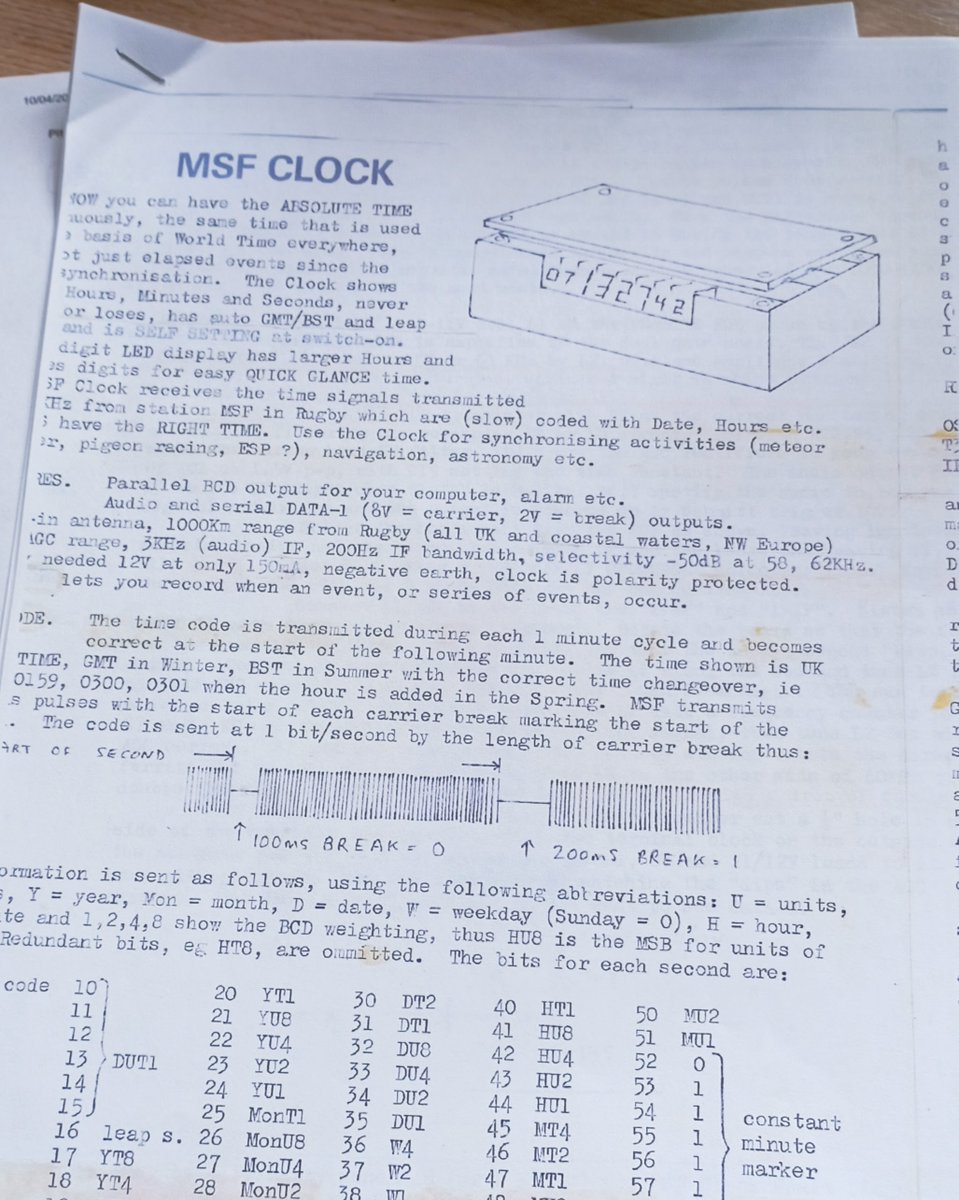 10/04/20
MSF CLOCK
NOW you can have the ABSOLUTE TIME
nuously, the same time that is used
basis of World Time everywhere,
ot just elapsed events since the
synchronisation. The Clock shows
Hours, Minutes and Seconds, never
or loses, has auto GMT/BST and leap
and is SELF SETTING at switch-on.
digit LED display has larger Hours and
es digits for easy QUICK GLANCE time.
SF Clock receives the time signals transmitted
KHz from station MSF in Rugby which are (slow) coded with Date, Hours etc.
have the RIGHT TIME. Use the Clock for synchronising activities (meteor
r, pigeon racing, ESP ?), navigation, astronomy etc.
07 13 27 42
RES. Parallel BCD output for your computer, alarm etc.
Audio and serial DATA-1 (8V = carrier, 2V = break) outputs.
-in antenna, 1000Km range from Rugby (all UK and coastal waters, NW Europe)
AGC range, 3KHz (audio) IF, 200Hz IF bandwidth, selectivity -50dB at 58, 62KHz.
needed 12V at only 150mA, negative earth, clock is polarity protected.
lets you record when an event, or series of events, occur.
ODE. The time code is transmitted during each 1 minute cycle and becomes
correct at the start of the following minute. The time shown is UK
TIME, GMT in Winter, BST in Summer with the correct time changeover, ie
0159, 0300, 0301 when the hour is added in the Spring. MSF transmits
s pulses with the start of each carrier break marking the start of the
. The code is sent at 1 bit/second by the length of carrier break thus:
ART OF SECOND
100mS BREAK = 0
200mS BREAK = 1
ormation is sent as follows, using the following abbreviations: U = units,
s, Y = year, Mon = month, D = date, W = weekday (Sunday = 0), H = hour,
te and 1,2,4,8 show the BCD weighting, thus HU8 is the MSB for units of
Redundant bits, eg HT8, are ommitted. The bits for each second are:
code 10 20 YT1 30 DT2 40 HT1 50 MU2
11 21 YU8 31 DT1 41 HU8 51 MU1
12 22 YU4 32 DU8 42 HU4 52 0
13 DUT1 23 YU2 33 DU4 43 HU2 53 1
14 24 YU1 34 DU2 44 HU1 54 1
15 25 MonT1 35 DU1 45 MT4 55 1 constant
16 leap s. 26 MonU8 36 W4 46 MT2 56 1 minute
17 YT8 27 MonU4 37 W2 47 MT1 57 1 marker
18 YT4 28 MonU2 38 W1